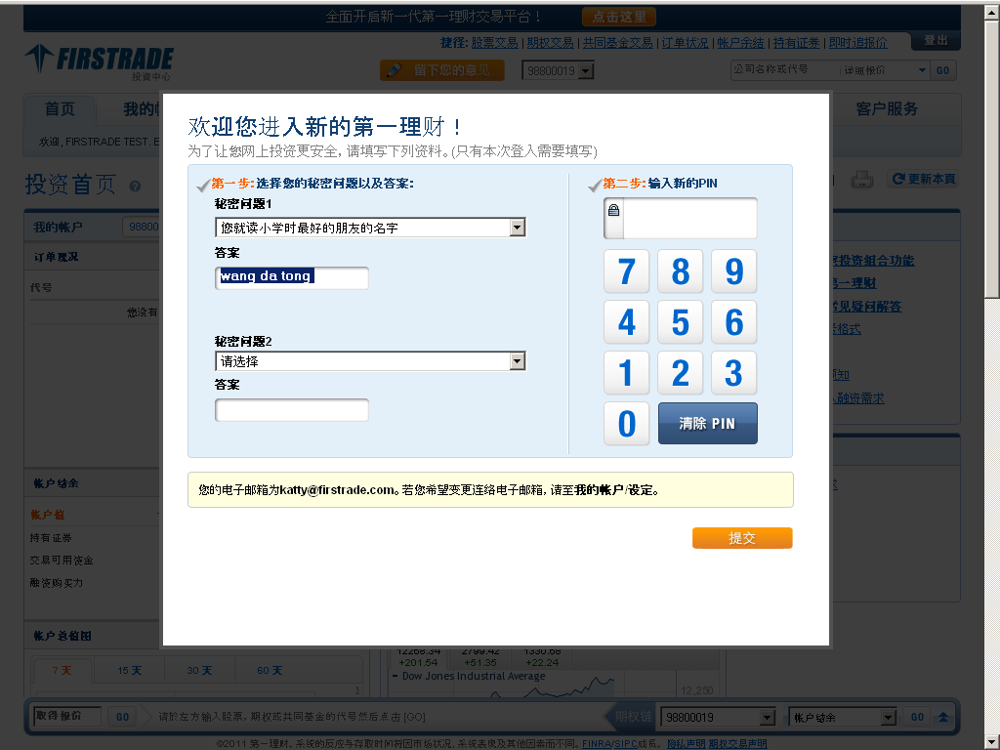 全面开启新一代第一理财交易平台！ 点击这里
捷径: 股票交易 | 期权交易 | 共同基金交易 | 订单状况 | 帐户余结 | 持有证券 | 即时追报价 登出
FIRSTRADE
投资中心
留下您的意见 98800019 公司名称或代号 详细报价 GO
首页 我的帐 客户服务
欢迎, FIRSTRADE TEST. E
投资首页 更新本頁
我的帐户 98800
订单现况
代号
您没有
欢迎您进入新的第一理财！
为了让您网上投资更安全, 请填写下列资料。(只有本次登入需要填写)
第一步: 选择您的秘密问题以及答案:
秘密问题1
您就读小学时最好的朋友的名字
答案
wang da tong
秘密问题2
请选择
答案
第二步: 输入新的PIN
7 8 9
4 5 6
1 2 3
0 清除 PIN
您的电子邮箱为katty@firstrade.com。若您希望变更连络电子邮箱, 请至我的帐户/设定。
提交
投资组合功能
第一理财
常见疑问解答
格式
须知
融资需求
帐户结余
帐户值
持有证券
交易可用资金
融资购买力
帐户总值图
7 天 15 天 30 天 60 天
12268.34 2799.42 1330.68
+201.54 +51.35 +22.24
Dow Jones Industrial Average
12,250
取得报价 GO 请於左方输入股票, 期权或共同基金的代号然后点击 [GO] 期权链 98800019 帐户结余 GO
©2011 第一理财。系统的反应与存取时间将因市场状况, 系统表现及其他因素而不同。FINRA/SIPC成员。隐私声明 期权交易声明